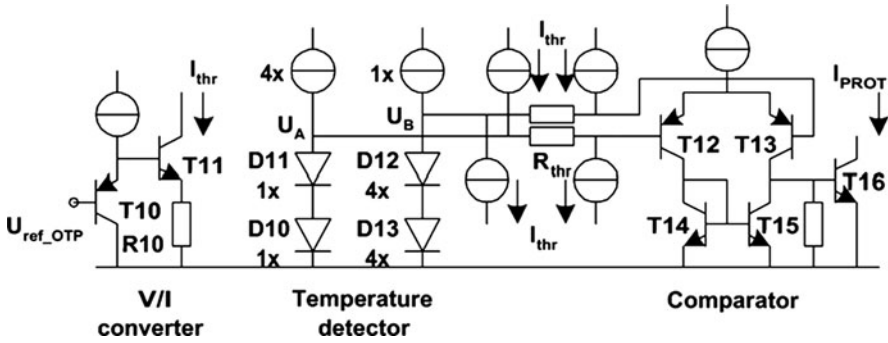 I_thr
4x
1x
I_thr
I_PROT
U_A
U_B
T11
D11
1x
D12
4x
R_thr
T12
T13
T16
U_ref_OTP
T10
R10
D10
1x
D13
4x
I_thr
T14
T15
V/I
converter
Temperature
detector
Comparator